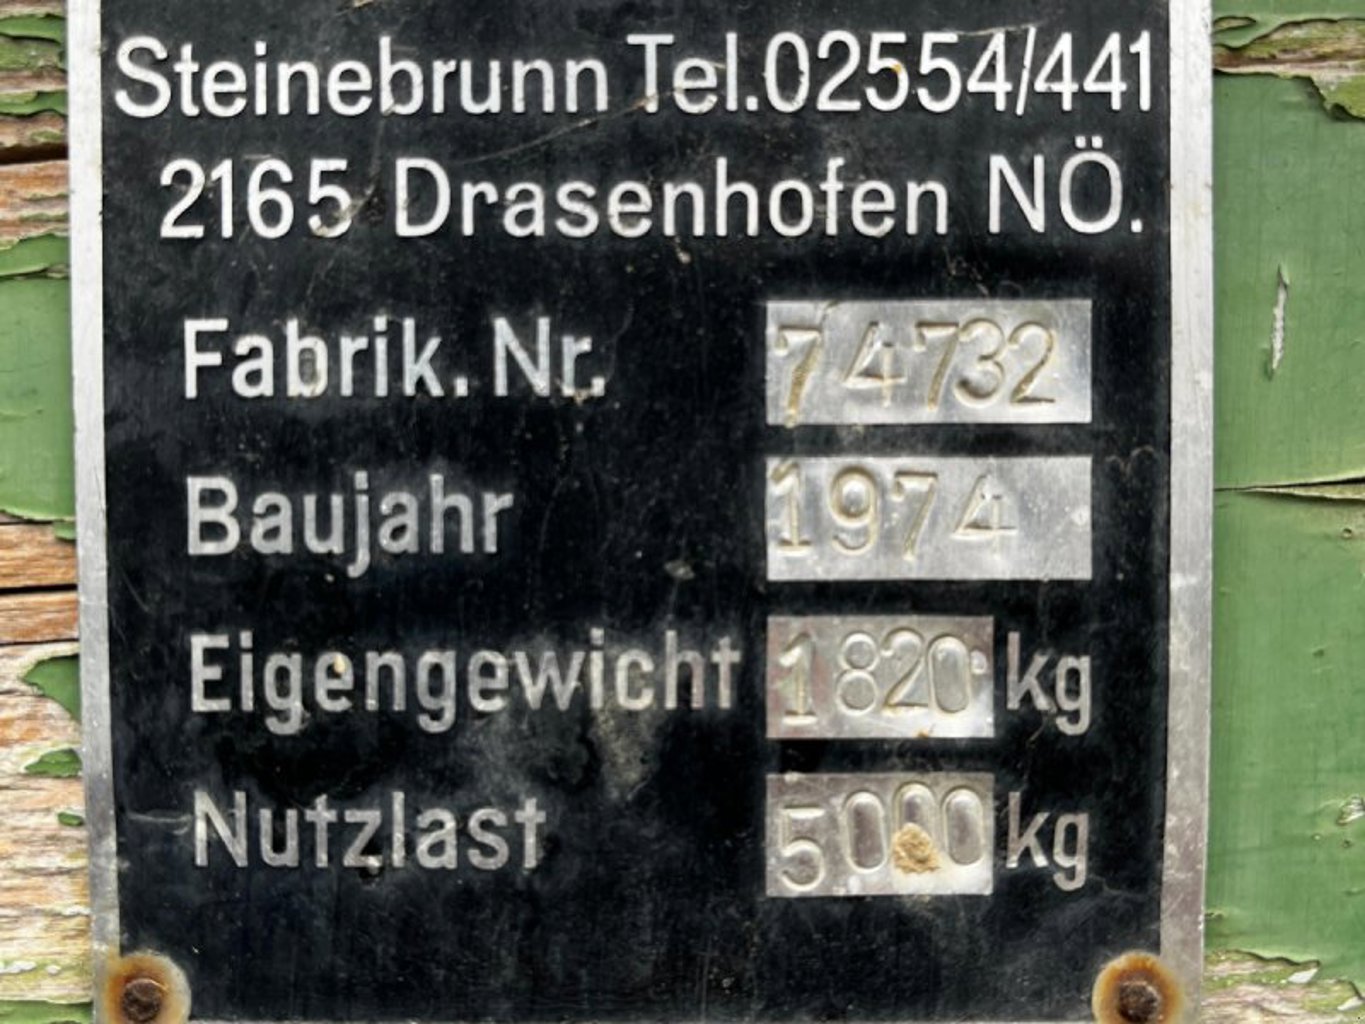 Steinebrunn Tel.02554/441
2165 Drasenhofen NÖ.
Fabrik. Nr. 74732
Baujahr 1974
Eigengewicht 1820 kg
Nutzlast 5000 kg